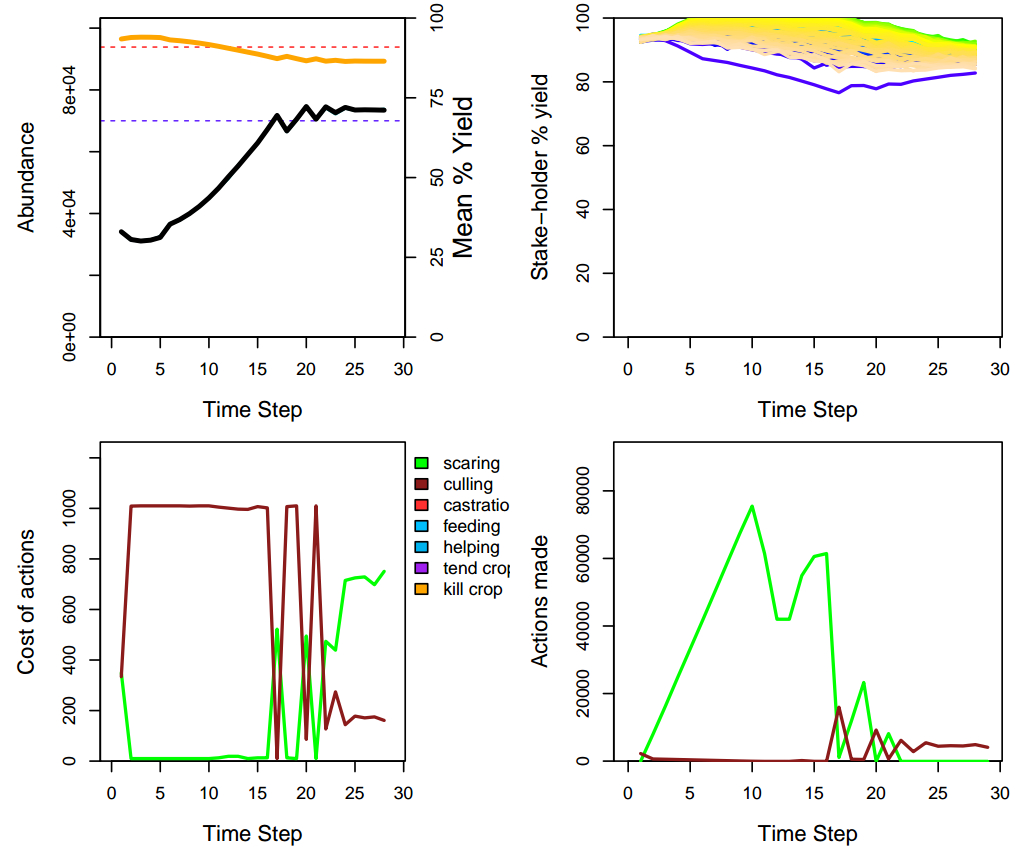 Abundance
0e+00 4e+04 8e+04
0 25 50 75 100
Mean % Yield
0 5 10 15 20 25 30
Time Step
Stake−holder % yield
0 20 40 60 80 100
0 5 10 15 20 25 30
Time Step
Cost of actions
0 200 400 600 800 1000
0 5 10 15 20 25 30
Time Step
scaring
culling
castratio
feeding
helping
tend crop
kill crop
Actions made
0 20000 40000 60000 80000
0 5 10 15 20 25 30
Time Step